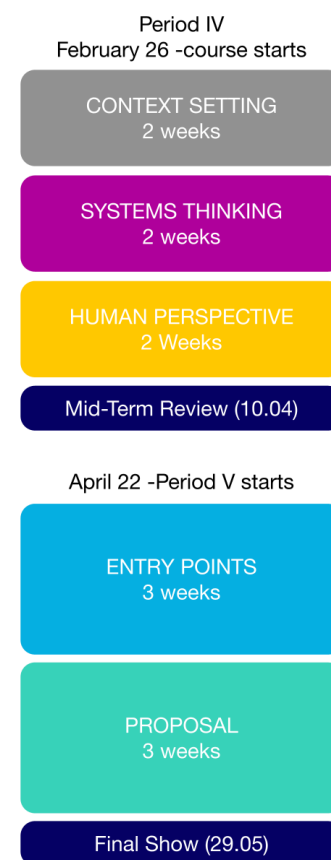 Period IV
February 26 -course starts
CONTEXT SETTING
2 weeks
SYSTEMS THINKING
2 weeks
HUMAN PERSPECTIVE
2 Weeks
Mid-Term Review (10.04)
April 22 -Period V starts
ENTRY POINTS
3 weeks
PROPOSAL
3 weeks
Final Show (29.05)